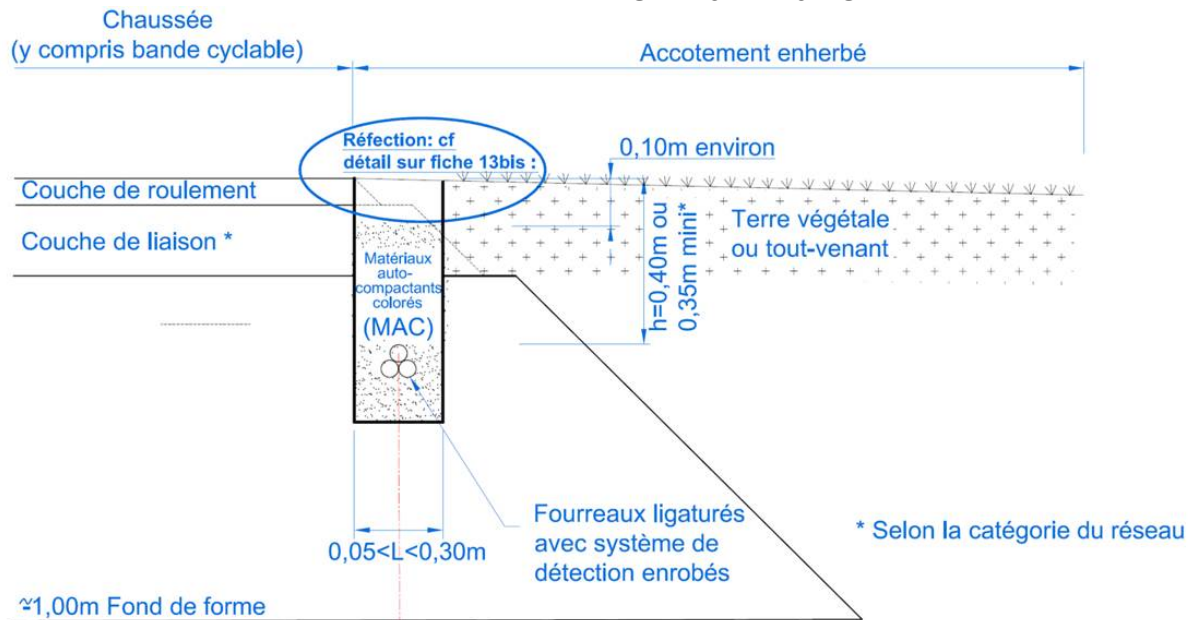 Chaussée
(y compris bande cyclable)
Accotement enherbé
Réfection: cf
détail sur fiche 13bis :
0,10m environ
Couche de roulement
Couche de liaison *
Terre végétale
ou tout-venant
Matériaux
auto-
compactants
colorés
(MAC)
h=0,40m ou
0,35m mini*
Fourreaux ligaturés
avec système de
détection enrobés
* Selon la catégorie du réseau
0,05<L<0,30m
≃1,00m Fond de forme